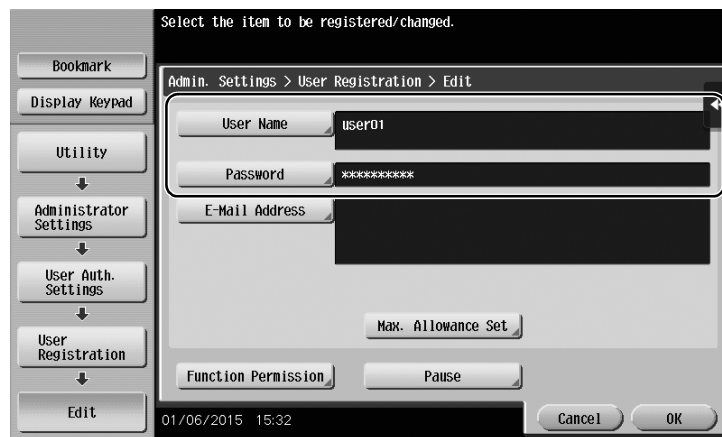 Select the item to be registered/changed.
Bookmark
Display Keypad
Utility
Administrator
Settings
User Auth.
Settings
User
Registration
Edit
Admin. Settings > User Registration > Edit
User Name
user01
Password
**********
E-Mail Address
Max. Allowance Set
Function Permission
Pause
01/06/2015 15:32
Cancel
OK